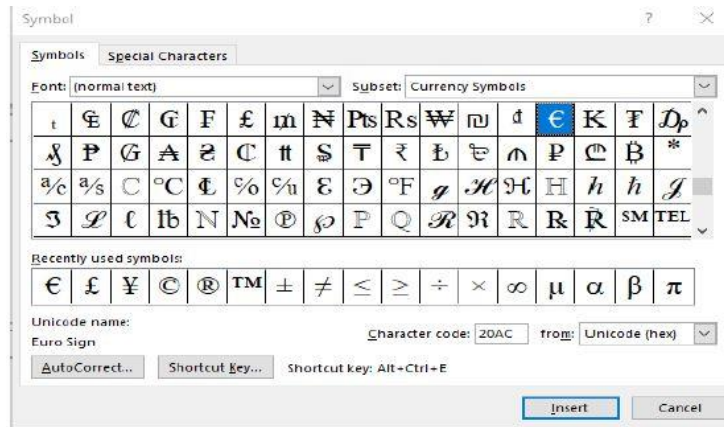 Symbol ? ×
Symbols Special Characters
Font: (normal text) Subset: Currency Symbols
₠ ₡ ₢ ₣ ₤ ₥ ₦ ₧ ₨ ₩ ₪ ₫ € ₭ ₮ ₯
₰ ₱ ₲ ₳ ₴ ₵ ₶ ₷ ₸ ₹ ₺ ₻ ₼ ₽ ₾ ₿
℀ ℁ ℂ ℃ ℄ ℅ ℆ ℇ ℈ ℉ ℊ ℋ ℌ ℍ ℎ ℏ ℐ
ℑ ℒ ℓ ℔ ℕ № ℗ ℘ ℙ ℚ ℛ ℜ ℝ ℞ ℟ ℠ ℡
Recently used symbols:
€ £ ¥ © ® ™ ± ≠ ≤ ≥ ÷ × ∞ µ α β π
Unicode name:
Euro Sign Character code: 20AC from: Unicode (hex)
AutoCorrect... Shortcut Key... Shortcut key: Alt+Ctrl+E
Insert Cancel